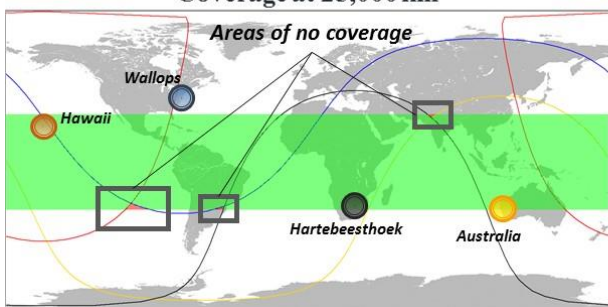 Coverage at km
Areas of no coverage
Wallops
Hawaii
Hartebeesthoek
Australia